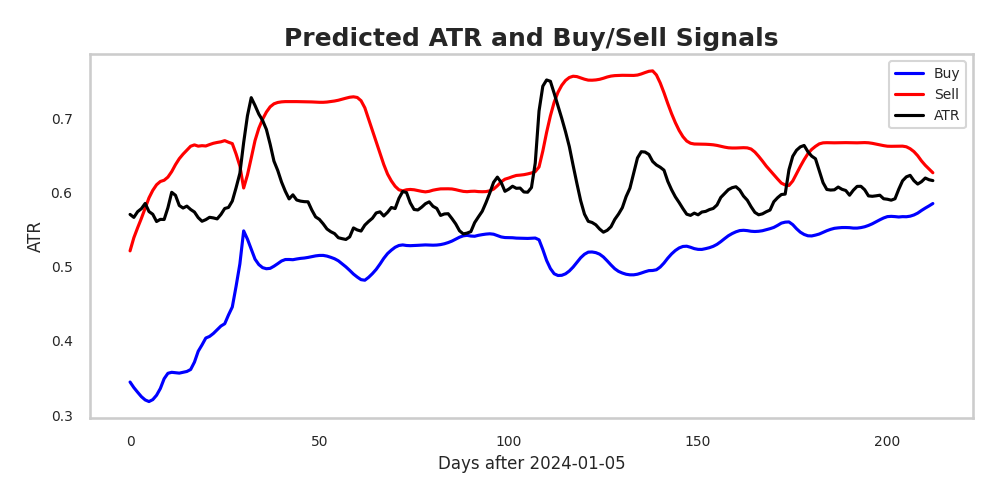 Predicted ATR and Buy/Sell Signals
Buy
Sell
ATR
ATR
0.7
0.6
0.5
0.4
0.3
0
50
100
150
200
Days after 2024-01-05